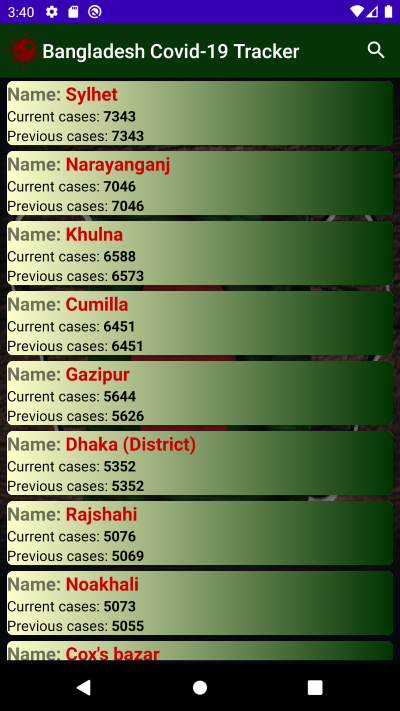 3:40
Bangladesh Covid-19 Tracker
Name: Sylhet
Current cases: 7343
Previous cases: 7343
Name: Narayanganj
Current cases: 7046
Previous cases: 7046
Name: Khulna
Current cases: 6588
Previous cases: 6573
Name: Cumilla
Current cases: 6451
Previous cases: 6451
Name: Gazipur
Current cases: 5644
Previous cases: 5626
Name: Dhaka (District)
Current cases: 5352
Previous cases: 5352
Name: Rajshahi
Current cases: 5076
Previous cases: 5069
Name: Noakhali
Current cases: 5073
Previous cases: 5055
Name: Cox's bazar